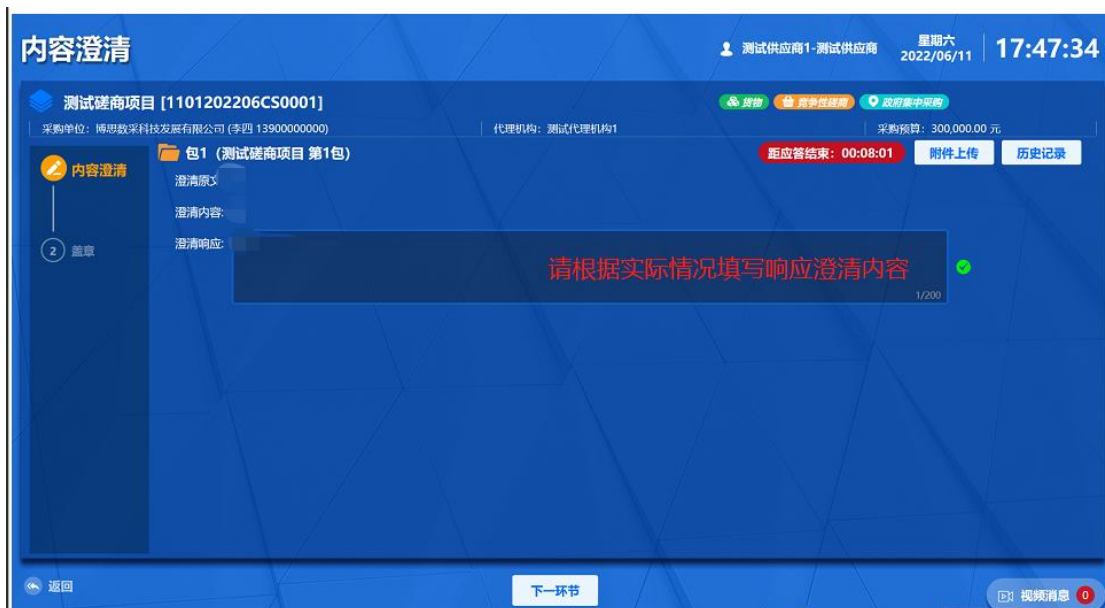 内容澄清
测试供应商1-测试供应商
星期六
2022/06/11
17:47:34
测试磋商项目 [1101202206CS0001]
货物
竞争性磋商
政府集中采购
采购单位: 博思数采科技发展有限公司 (李四 13900000000)
代理机构: 测试代理机构1
采购预算: 300,000.00 元
内容澄清
2 盖章
包1（测试磋商项目 第1包）
距应答结束: 00:08:01
附件上传
历史记录
澄清原文
澄清内容:
澄清响应:
请根据实际情况填写响应澄清内容
1/200
返回
下一环节
视频消息 0